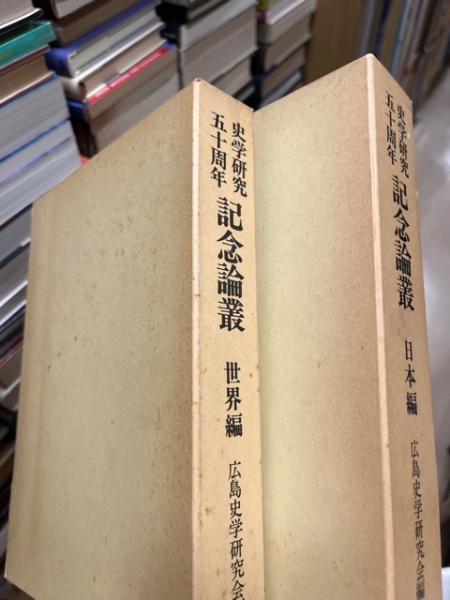 史学研究
五十周年
記念論叢
世界編
広島史学研究会
史学研究
五十周年
記念論叢
日本編
広島史学研究会編